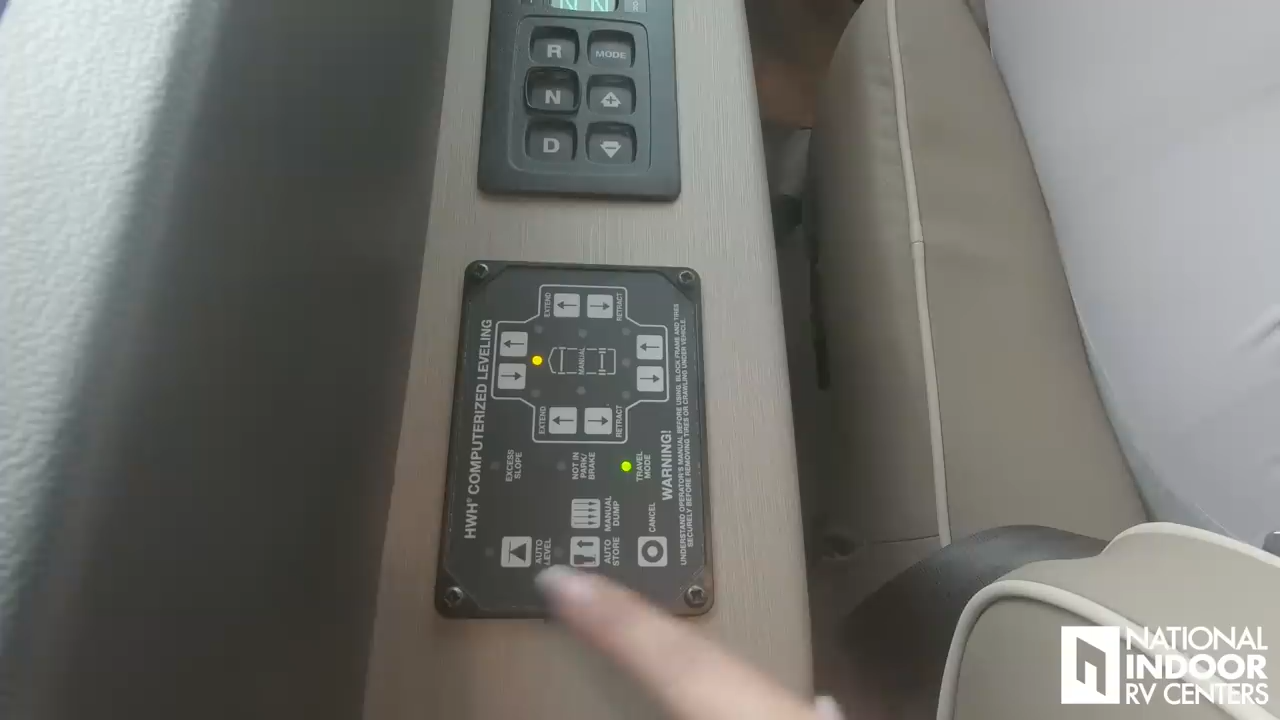 N N
R
MODE
N
D
HWH® COMPUTERIZED LEVELING
EXTEND
RETRACT
MANUAL
EXTEND
RETRACT
EXCESS
SLOPE
NOT IN
PARK/
BRAKE
TRAVEL
MODE
AUTO
LEVEL
MANUAL
DUMP
AUTO
STORE
CANCEL
WARNING!
UNDERSTAND OPERATOR'S MANUAL BEFORE USING. BLOCK FRAME AND TIRES
SECURELY BEFORE REMOVING TIRES OR CRAWLING UNDER VEHICLE.
NATIONAL
INDOOR
RV CENTERS